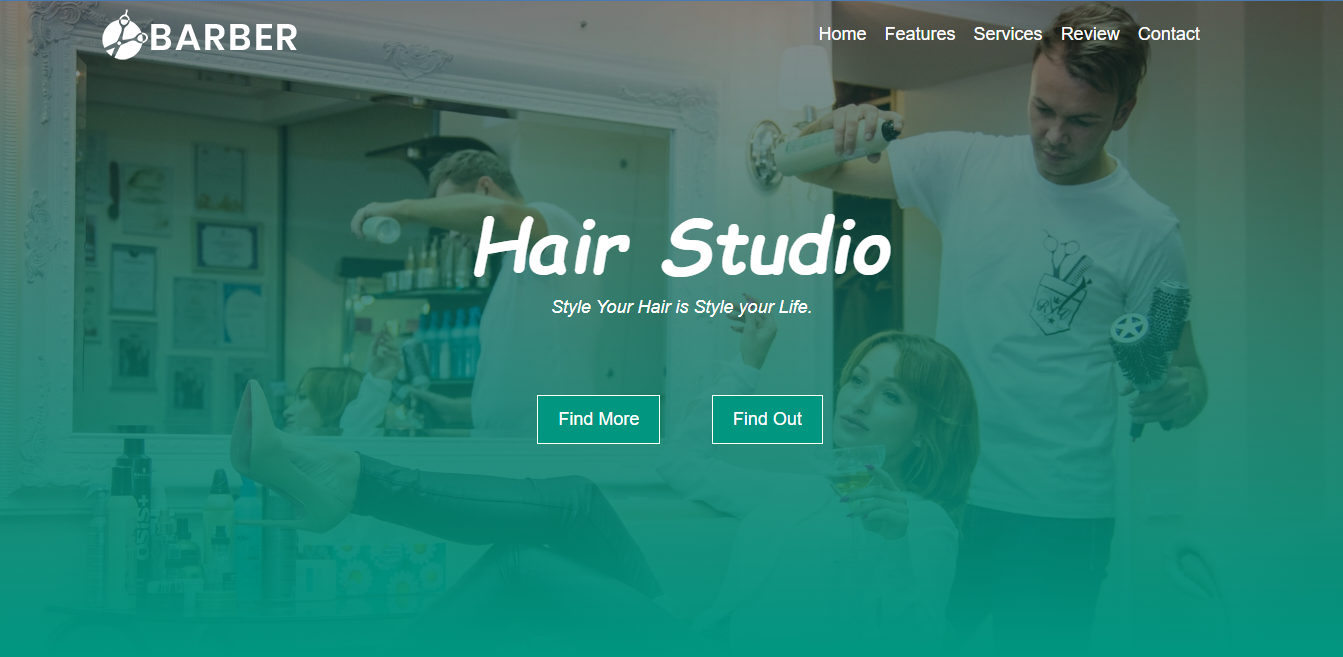 BARBER
Home Features Services Review Contact
Hair Studio
Style Your Hair is Style your Life.
Find More Find Out